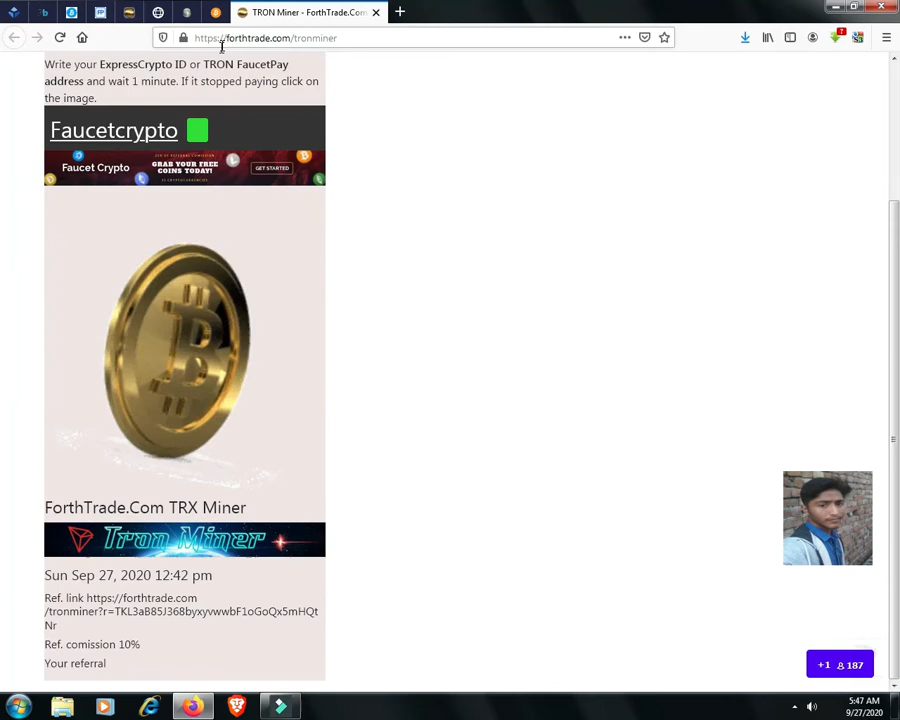 TRON Miner - ForthTrade.Com
https://forthtrade.com/tronminer
Write your ExpressCrypto ID or TRON FaucetPay
address and wait 1 minute. If it stopped paying click on
the image.
Faucetcrypto
Faucet Crypto
GRAB YOUR FREE
COINS TODAY!
GET STARTED
ForthTrade.Com TRX Miner
Tron Miner
Sun Sep 27, 2020 12:42 pm
Ref. link https://forthtrade.com
/tronminer?r=TKL3aB85J368byxyvwwbF1oGoQx5mHQt
Nr
Ref. comission 10%
Your referral
+1 187
5:47 AM
9/27/2020